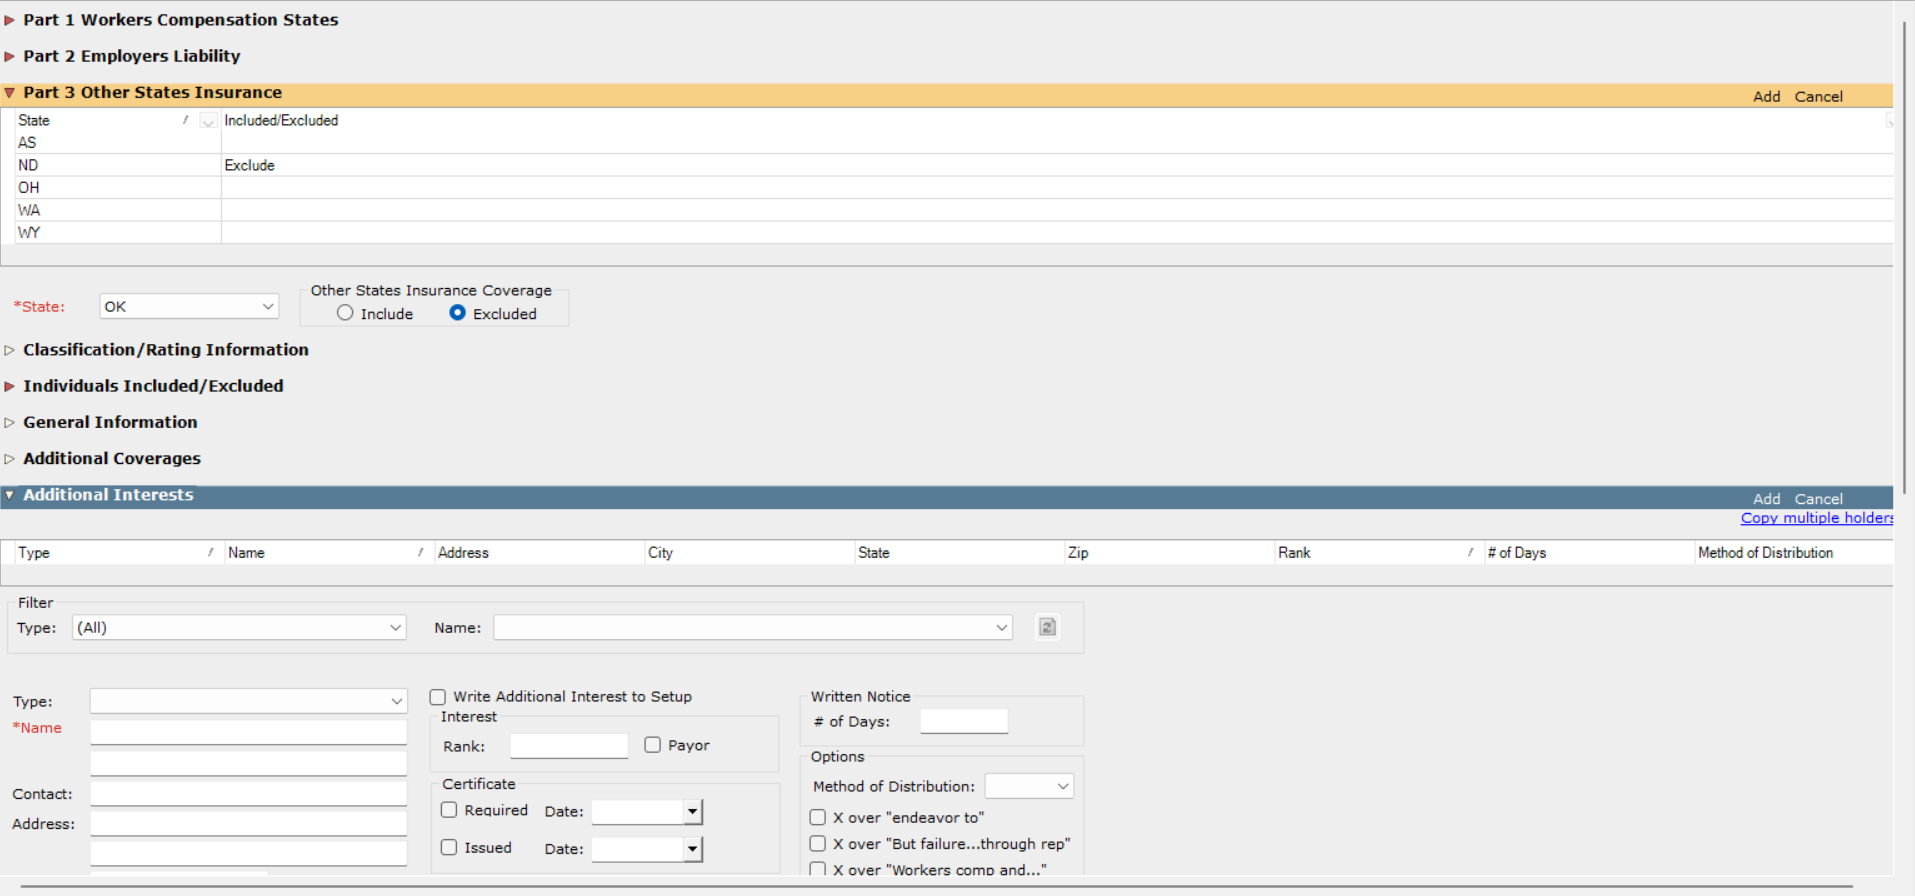 Part 1 Workers Compensation States
Part 2 Employers Liability
Part 3 Other States Insurance Add Cancel
State Included/Excluded
AS
ND Exclude
OH
WA
WY
*State: OK Other States Insurance Coverage
Include Excluded
Classification/Rating Information
Individuals Included/Excluded
General Information
Additional Coverages
Additional Interests Add Cancel
Copy multiple holders
Type Name Address City State Zip Rank # of Days Method of Distribution
Filter
Type: (All) Name:
Type: Write Additional Interest to Setup Written Notice
*Name Interest # of Days:
Rank: Payor
Options
Certificate Method of Distribution:
Contact:
Required Date: X over "endeavor to"
Address:
Issued Date: X over "But failure...through rep"
X over "Workers comp and..."